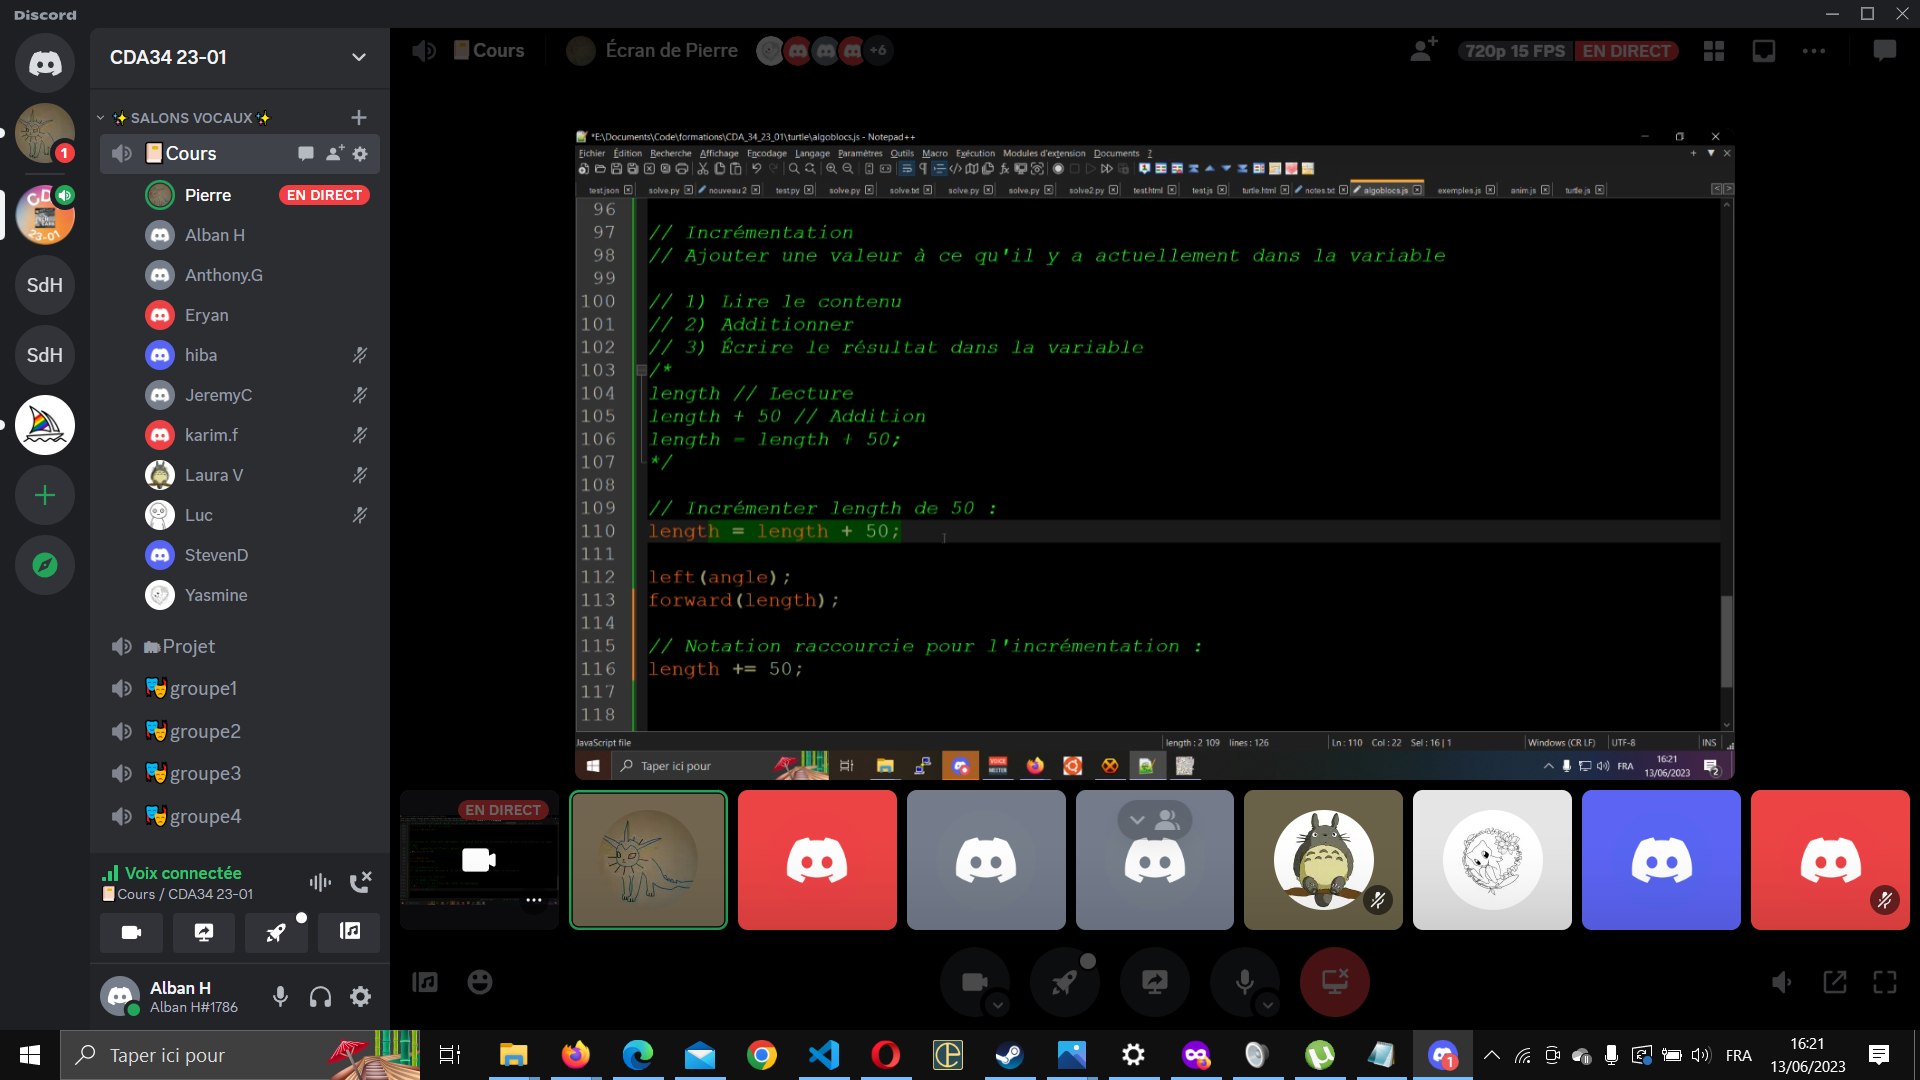 Discord
CDA34 23-01
SALONS VOCAUX
Cours
Pierre
EN DIRECT
Alban H
Anthony.G
Eryan
hiba
JeremyC
karim.f
Laura V
Luc
StevenD
Yasmine
Projet
groupe1
groupe2
groupe3
groupe4
1
CD
23-01
SdH
SdH
Voix connectée
Cours / CDA34 23-01
Alban H
Alban H#1786
Cours
Écran de Pierre
+6
720p 15 FPS
EN DIRECT
*E:\Documents\Code\formations\CDA_34_23_01\turtle\algoblocs.js - Notepad++
Fichier Édition Recherche Affichage Encodage Langage Paramètres Outils Macro Exécution Modules d'extension Documents ?
test.json solve.py nouveau 2 test.py solve.py solve.txt solve.py solve.py solve2.py test.html test.js turtle.html notes.txt algoblocs.js exemples.js anim.js turtle.js
96
97 // Incrémentation
98 // Ajouter une valeur à ce qu'il y a actuellement dans la variable
99
100 // 1) Lire le contenu
101 // 2) Additionner
102 // 3) Écrire le résultat dans la variable
103 /*
104 length // Lecture
105 length + 50 // Addition
106 length = length + 50;
107 */
108
109 // Incrémenter length de 50 :
110 length = length + 50;
111
112 left(angle);
113 forward(length);
114
115 // Notation raccourcie pour l'incrémentation :
116 length += 50;
117
118
JavaScript file
length : 2 109 lines : 126
Ln : 110 Col : 22 Sel : 16 | 1
Windows (CR LF)
UTF-8
INS
Taper ici pour
FRA
16:21
13/06/2023
2
EN DIRECT
Taper ici pour
1
FRA
16:21
13/06/2023